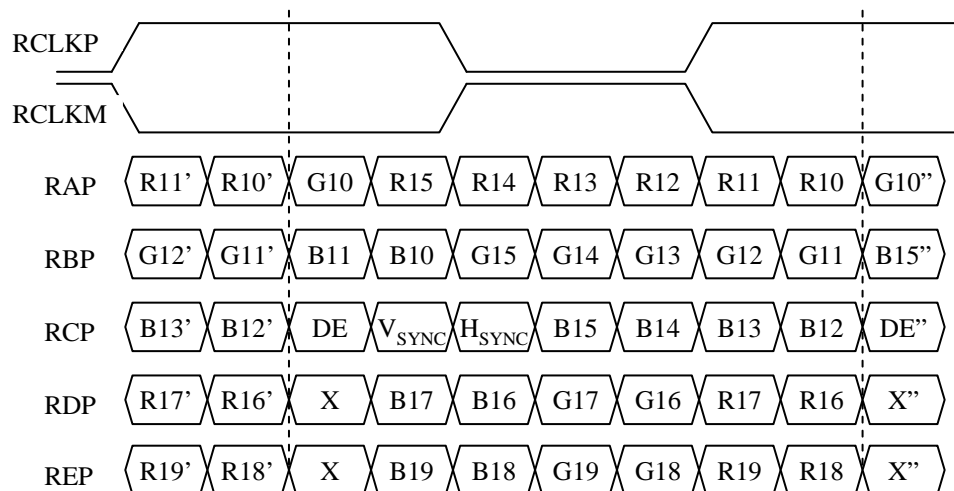 RCLKP
RCLKM
RAP R11’ R10’ G10 R15 R14 R13 R12 R11 R10 G10”
RBP G12’ G11’ B11 B10 G15 G14 G13 G12 G11 B15”
RCP B13’ B12’ DE VSYNC HSYNC B15 B14 B13 B12 DE”
RDP R17’ R16’ X B17 B16 G17 G16 R17 R16 X”
REP R19’ R18’ X B19 B18 G19 G18 R19 R18 X”